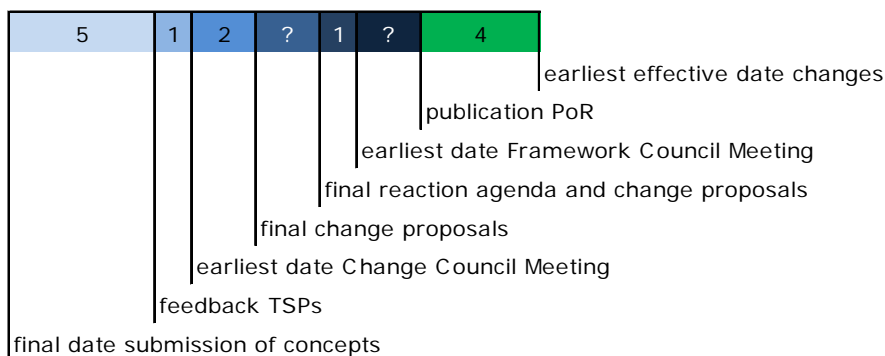 5 1 2 ? 1 ? 4
earliest effective date changes
publication PoR
earliest date Framework Council Meeting
final reaction agenda and change proposals
final change proposals
earliest date Change Council Meeting
feedback TSPs
final date submission of concepts